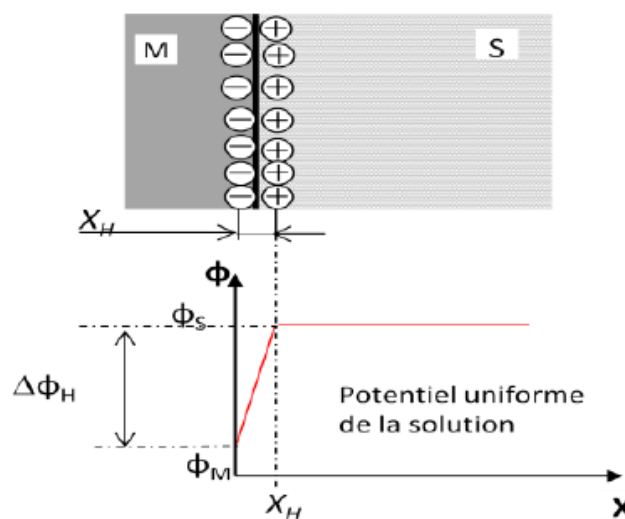 M
S
⊖ ⊕
⊖ ⊕
⊖ ⊕
⊖ ⊕
⊖ ⊕
⊖ ⊕
⊖ ⊕
X_H
Φ
ϕ_S
Δϕ_H
Potentiel uniforme
de la solution
ϕ_M
X_H
X